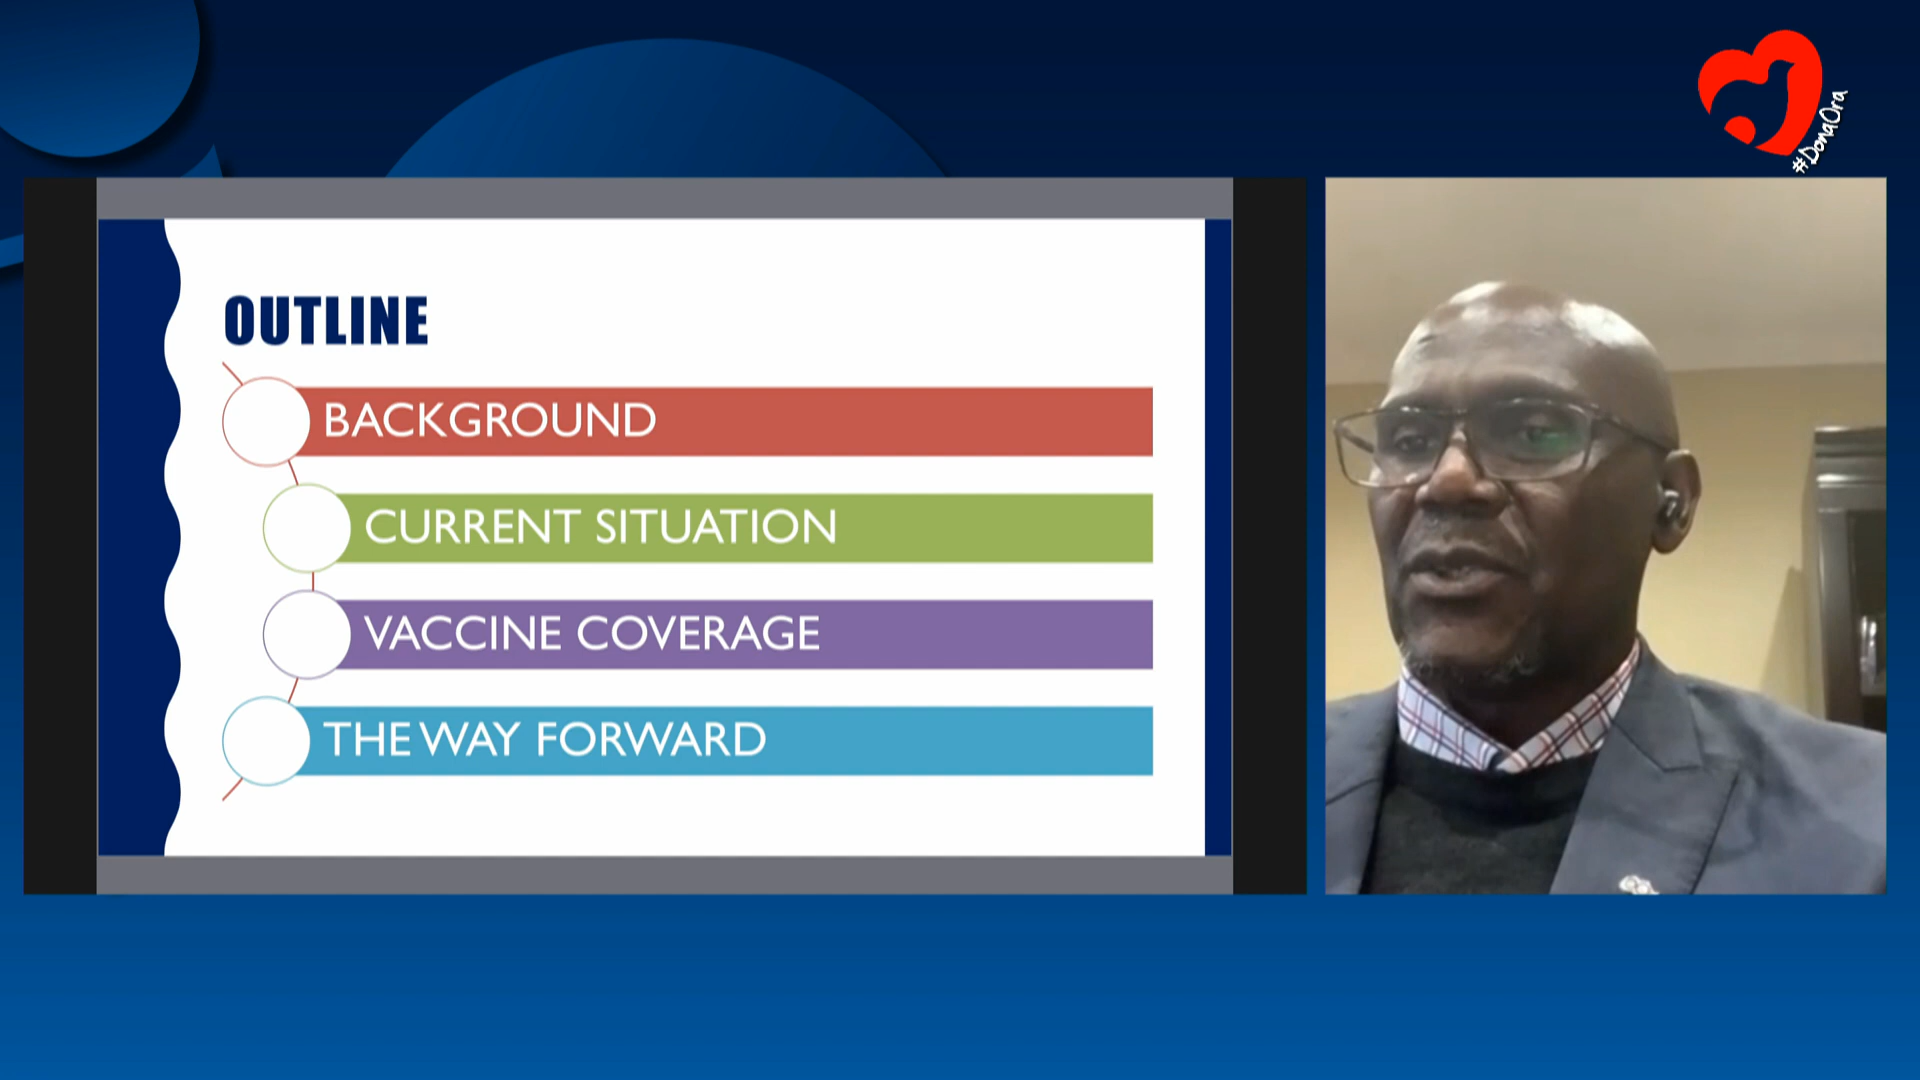 #DonaOra
OUTLINE
BACKGROUND
CURRENT SITUATION
VACCINE COVERAGE
THE WAY FORWARD